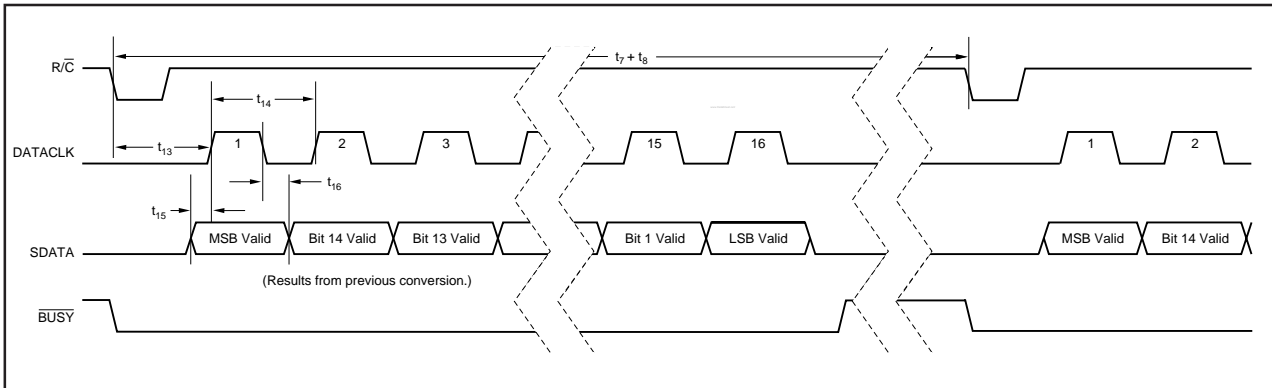 R/C̅
t7 + t8
t14
DATACLK
t13
1
2
3
15
16
1
2
t16
t15
SDATA
MSB Valid
Bit 14 Valid
Bit 13 Valid
Bit 1 Valid
LSB Valid
MSB Valid
Bit 14 Valid
(Results from previous conversion.)
BUSY